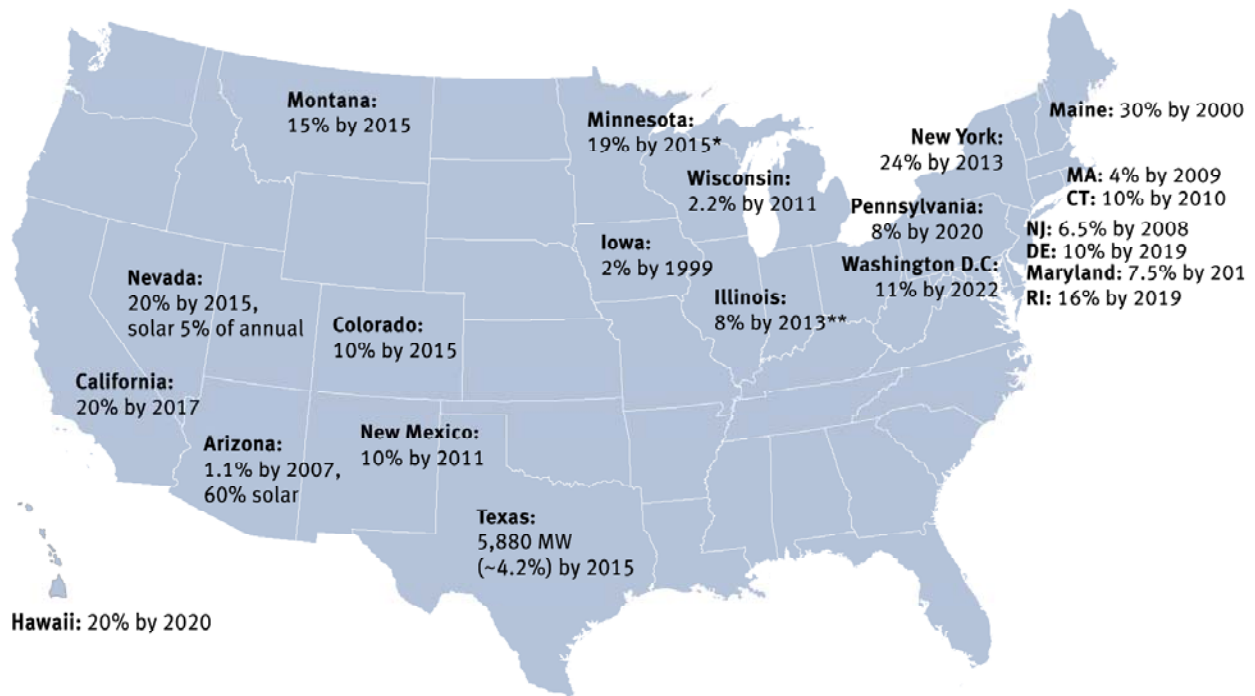 Montana:
15% by 2015
Minnesota:
19% by 2015*
Maine: 30% by 2000
New York:
24% by 2013
Wisconsin:
2.2% by 2011
MA: 4% by 2009
CT: 10% by 2010
Pennsylvania:
8% by 2020
NJ: 6.5% by 2008
DE: 10% by 2019
Maryland: 7.5% by 201
RI: 16% by 2019
Iowa:
2% by 1999
Washington D.C:
11% by 2022
Nevada:
20% by 2015,
solar 5% of annual
Illinois:
8% by 2013**
Colorado:
10% by 2015
California:
20% by 2017
Arizona:
1.1% by 2007,
60% solar
New Mexico:
10% by 2011
Texas:
5,880 MW
(~4.2%) by 2015
Hawaii: 20% by 2020